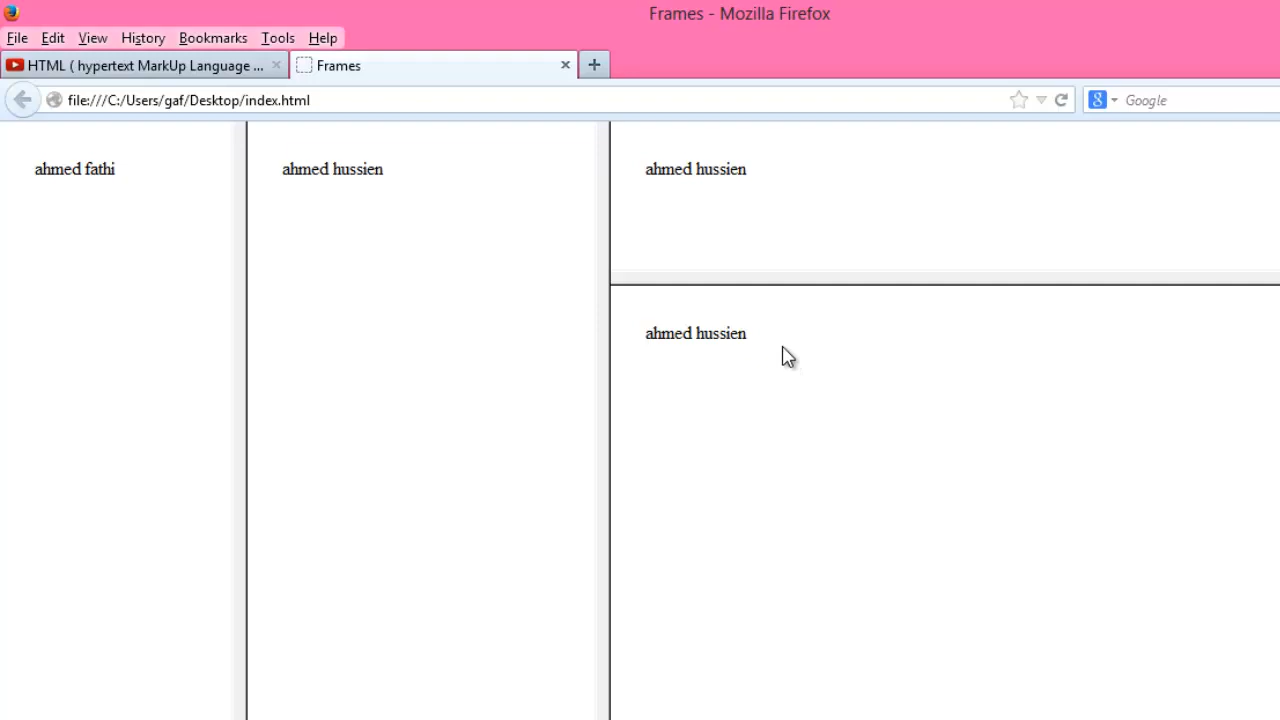 Frames - Mozilla Firefox
File Edit View History Bookmarks Tools Help
HTML ( hypertext MarkUp Language ... Frames
file:///C:/Users/gaf/Desktop/index.html Google
ahmed fathi ahmed hussien ahmed hussien
ahmed hussien